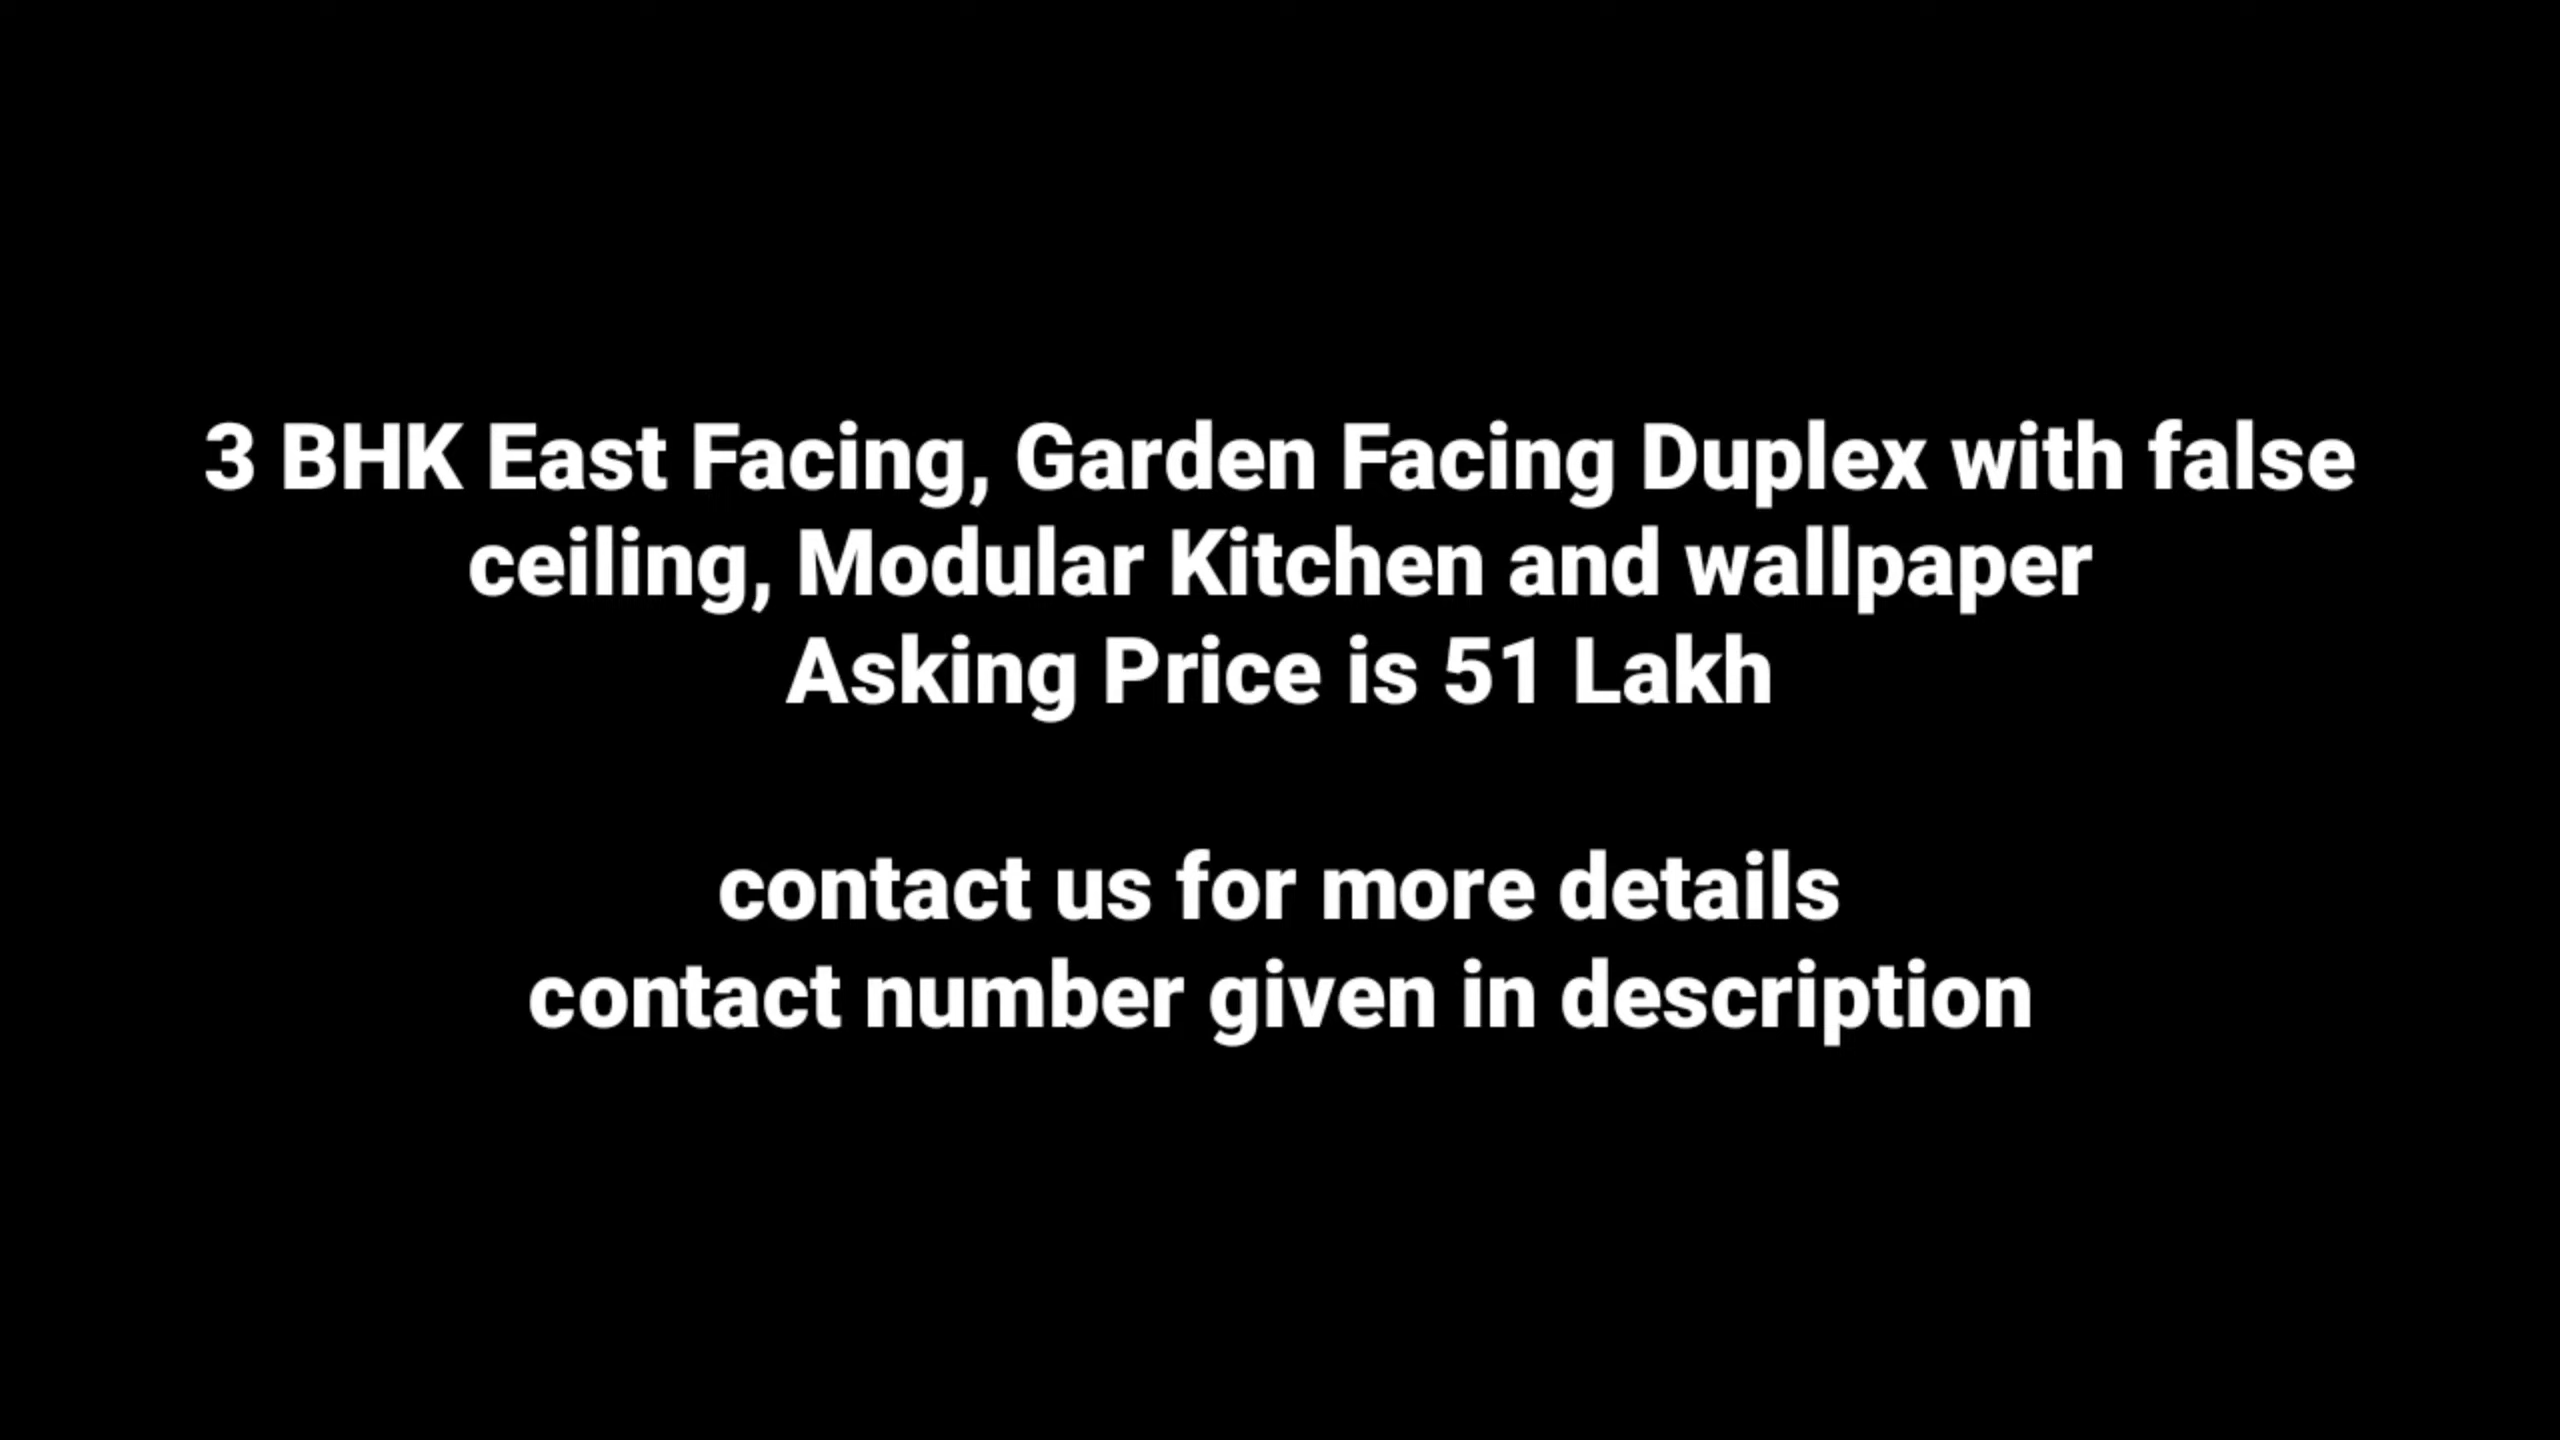 3 BHK East Facing, Garden Facing Duplex with false
ceiling, Modular Kitchen and wallpaper
Asking Price is 51 Lakh
contact us for more details
contact number given in description